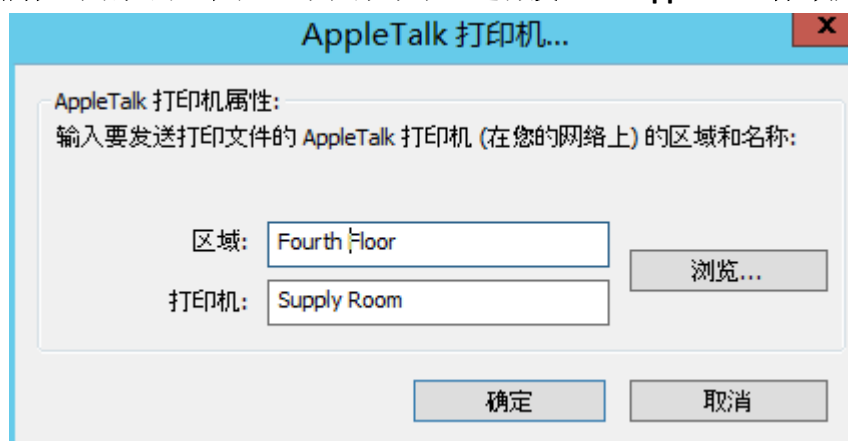 AppleTalk 打印机...
x
AppleTalk 打印机属性:
输入要发送打印文件的 AppleTalk 打印机 (在您的网络上) 的区域和名称:
区域: Fourth Floor
浏览...
打印机: Supply Room
确定 取消